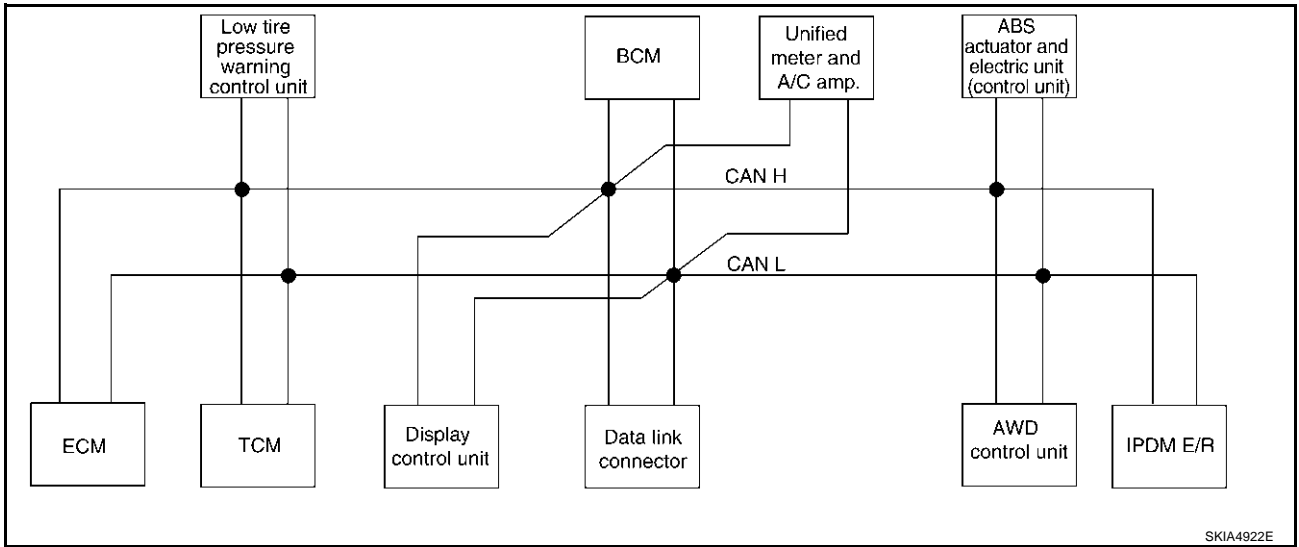 Low tire
pressure
warning
control unit
BCM
Unified
meter and
A/C amp.
ABS
actuator and
electric unit
(control unit)
CAN H
CAN L
ECM
TCM
Display
control unit
Data link
connector
AWD
control unit
IPDM E/R
SKIA4922E